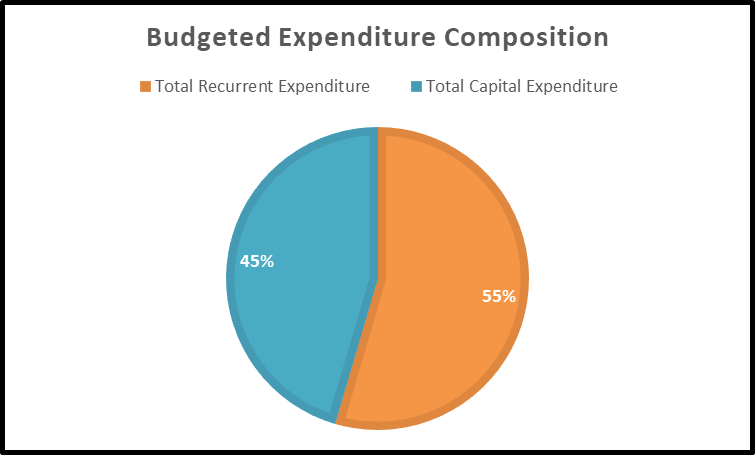 Budgeted Expenditure Composition
Total Recurrent Expenditure Total Capital Expenditure
45%
55%